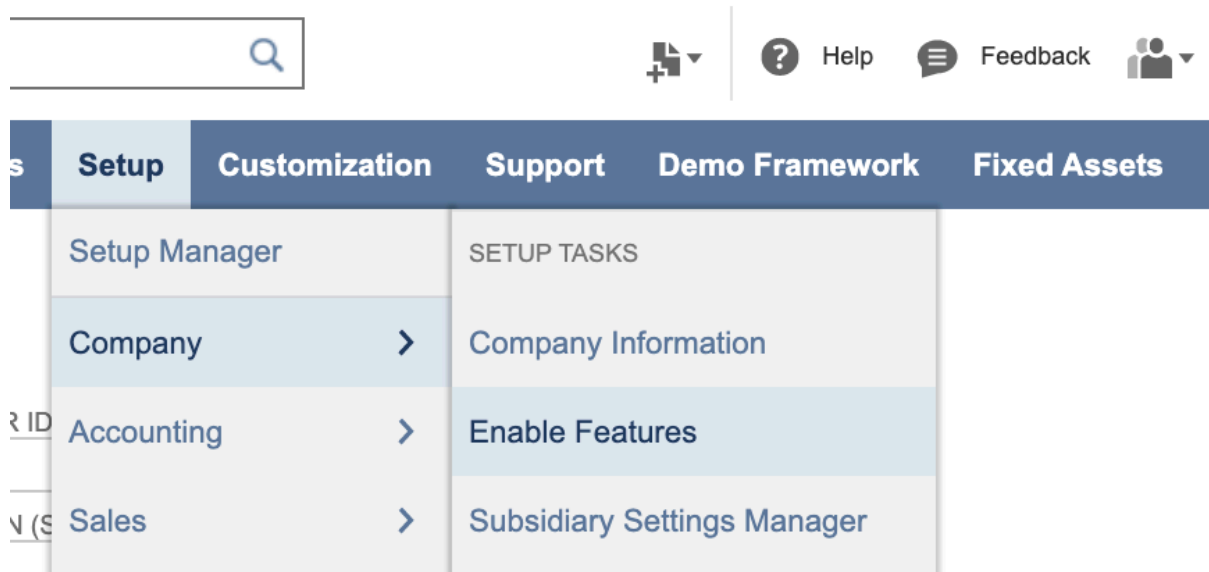 Help Feedback
s Setup Customization Support Demo Framework Fixed Assets
Setup Manager
Company
Accounting
Sales
SETUP TASKS
Company Information
Enable Features
Subsidiary Settings Manager
R ID
N (S